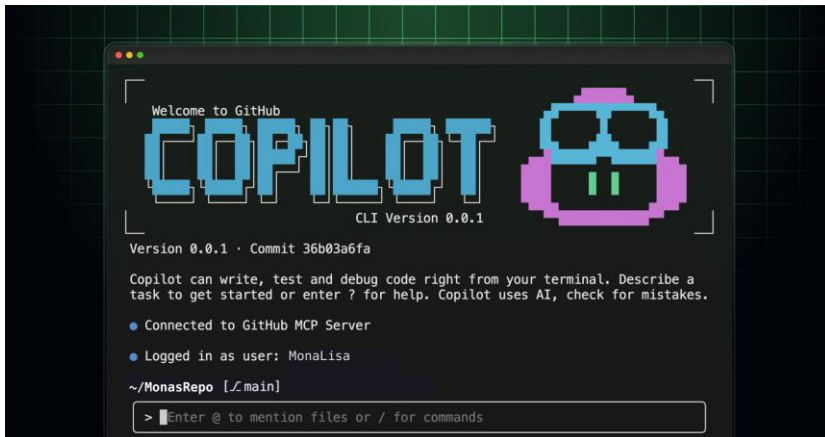 Welcome to GitHub
COPILOT
CLI Version 0.0.1
Version 0.0.1 · Commit 36b03a6fa
Copilot can write, test and debug code right from your terminal. Describe a
task to get started or enter ? for help. Copilot uses AI, check for mistakes.
● Connected to GitHub MCP Server
● Logged in as user: MonaLisa
~/MonasRepo [⎇main]
> Enter @ to mention files or / for commands